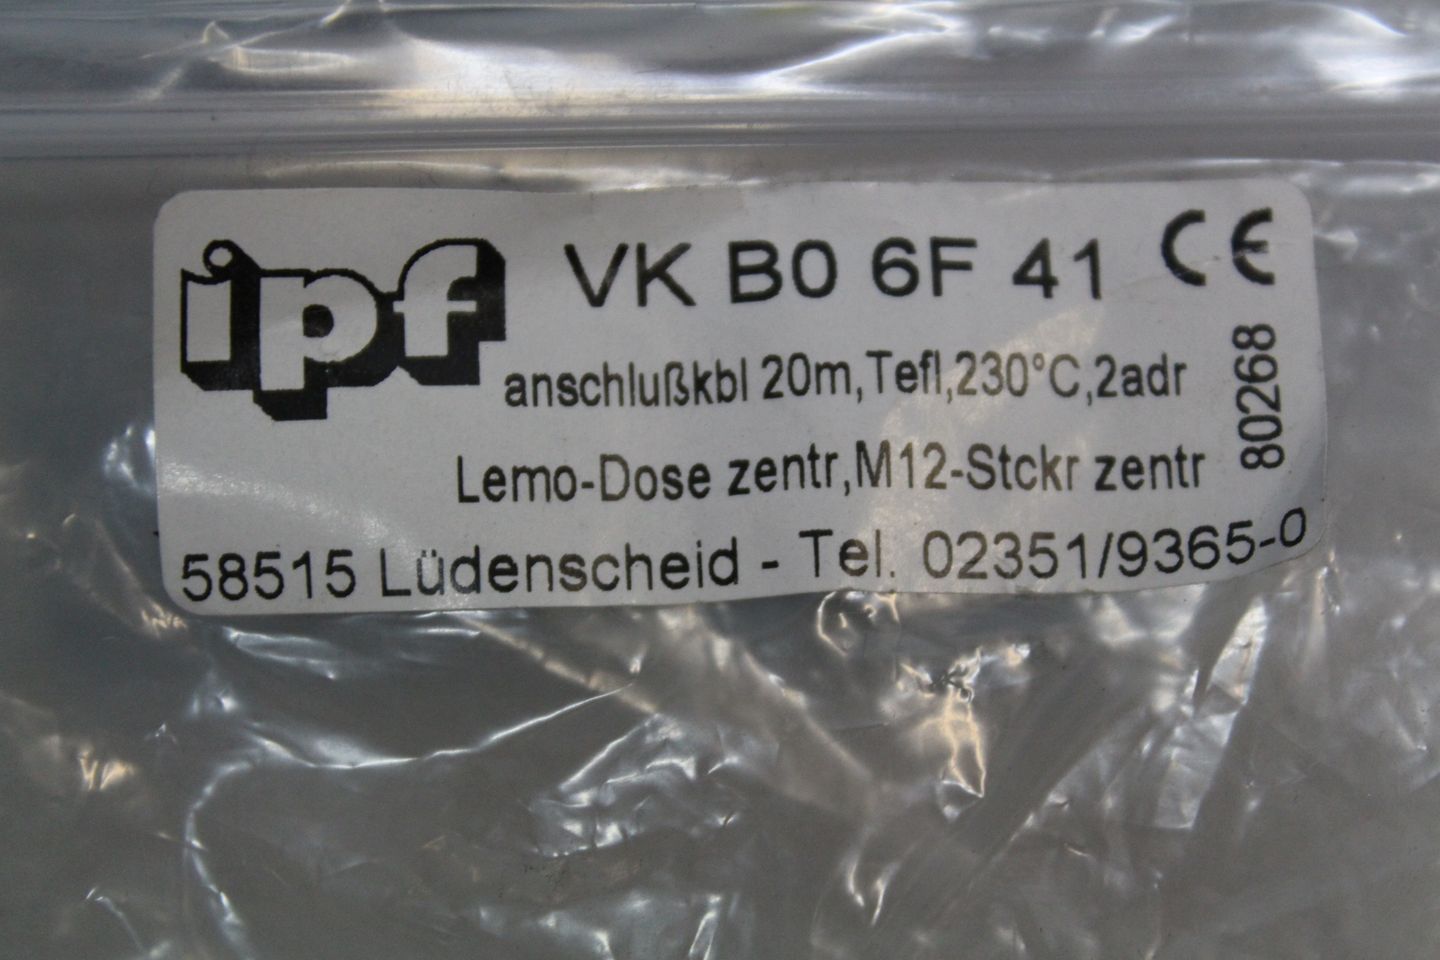 ipf VK B0 6F 41 CE
anschlußkbl 20m,Tefl,230°C,2adr
Lemo-Dose zentr,M12-Stckr zentr
80268
58515 Lüdenscheid - Tel. 02351/9365-0